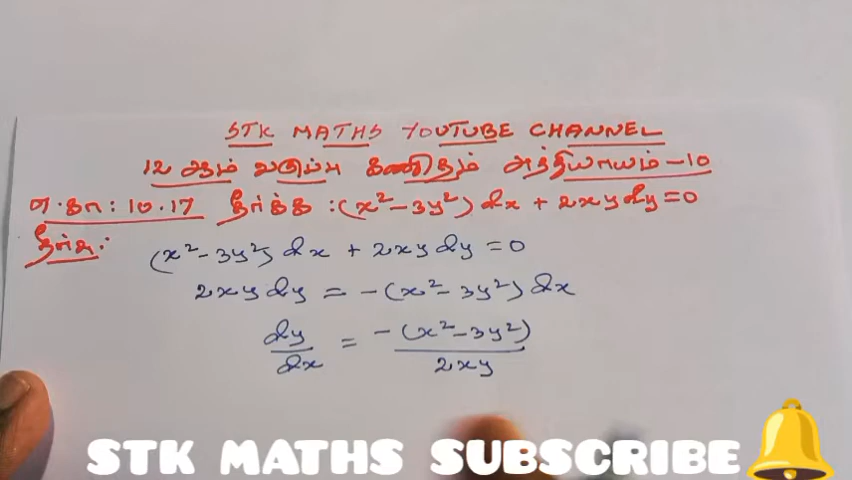 STK MATHS YOUTUBE CHANNEL
12 ஆம் வகுப்பு கணிதம் அத்தியாயம் - 10
எ.கா : 10.17 தீர்க்க : (x² - 3y²) dx + 2xy dy = 0
தீர்வு :
(x² - 3y²) dx + 2xy dy = 0
2xy dy = -(x² - 3y²) dx
dy/dx = -(x² - 3y²)/2xy
STK MATHS SUBSCRIBE